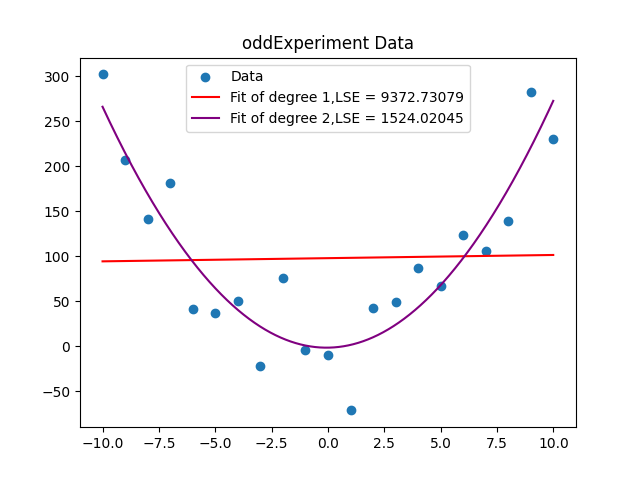 oddExperiment Data
Data
Fit of degree 1,LSE = 9372.73079
Fit of degree 2,LSE = 1524.02045
300
250
200
150
100
50
0
−50
−10.0 −7.5 −5.0 −2.5 0.0 2.5 5.0 7.5 10.0